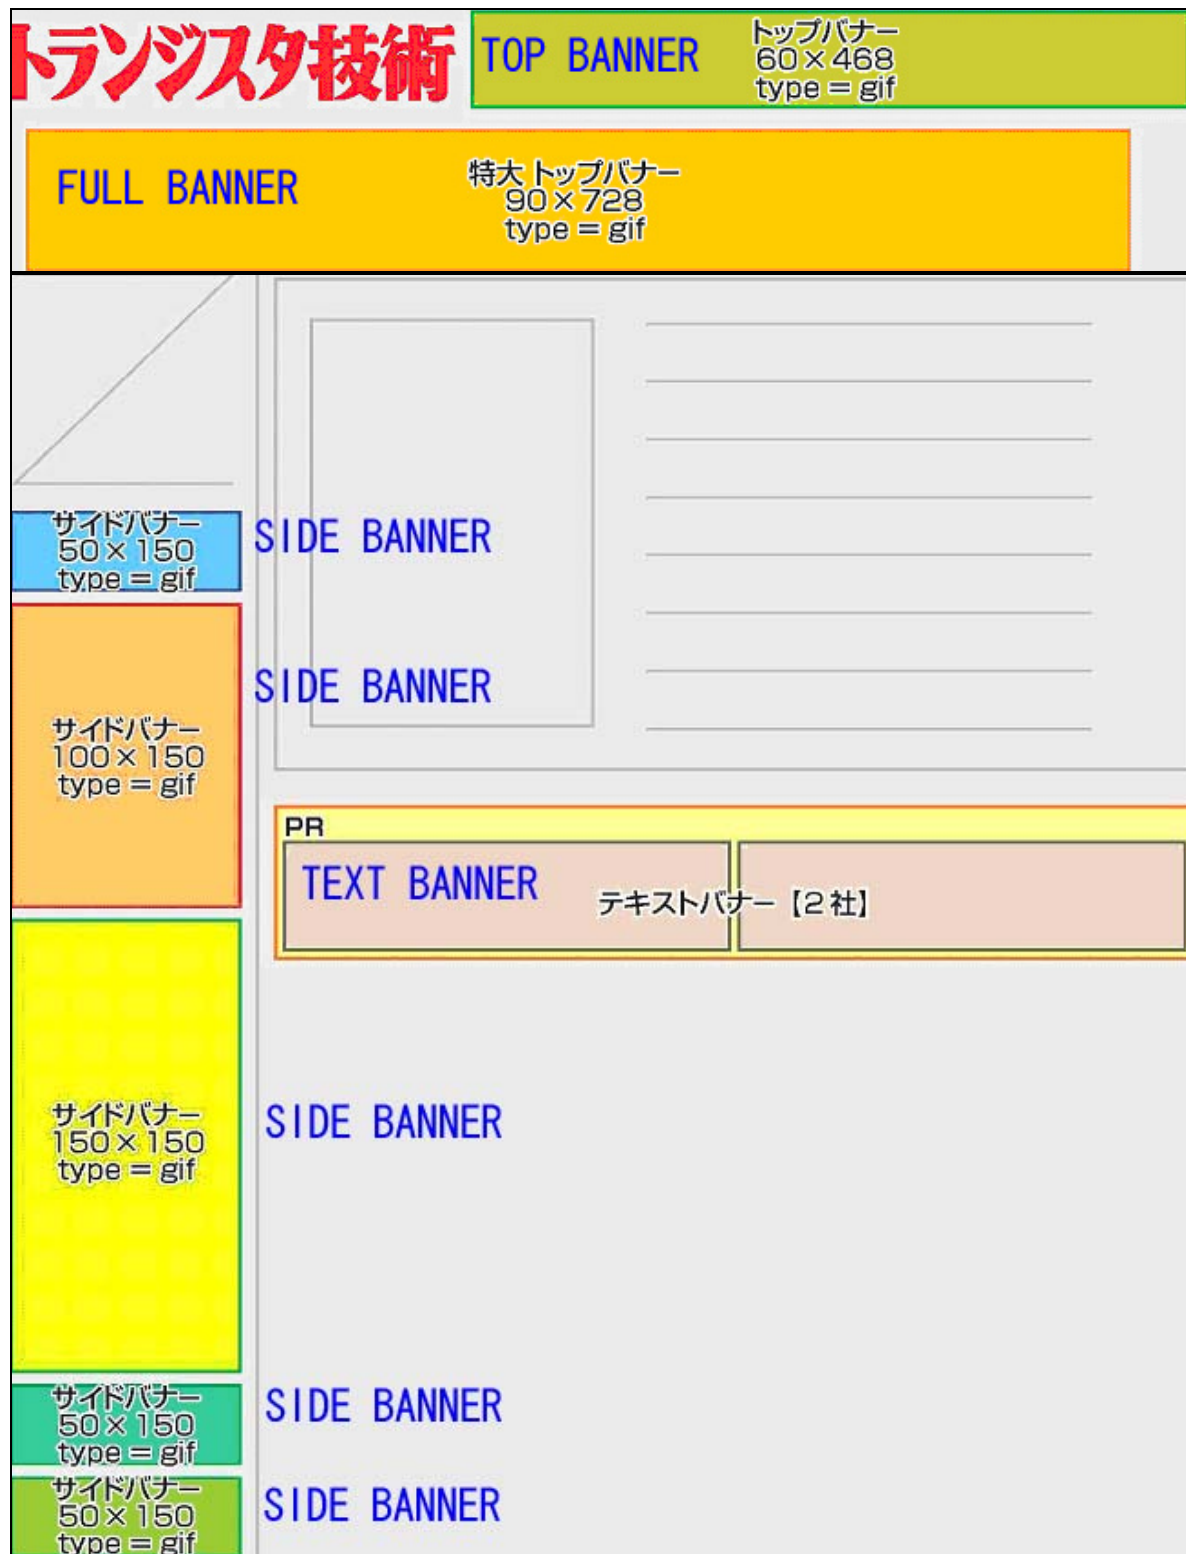 トランジスタ技術
TOP BANNER
トップバナー
60×468
type = gif
FULL BANNER
特大 トップバナー
90×728
type = gif
サイドバナー
50×150
type = gif
SIDE BANNER
サイドバナー
100×150
type = gif
SIDE BANNER
PR
TEXT BANNER
テキストバナー【2社】
サイドバナー
150×150
type = gif
SIDE BANNER
サイドバナー
50×150
type = gif
SIDE BANNER
サイドバナー
50×150
type = gif
SIDE BANNER